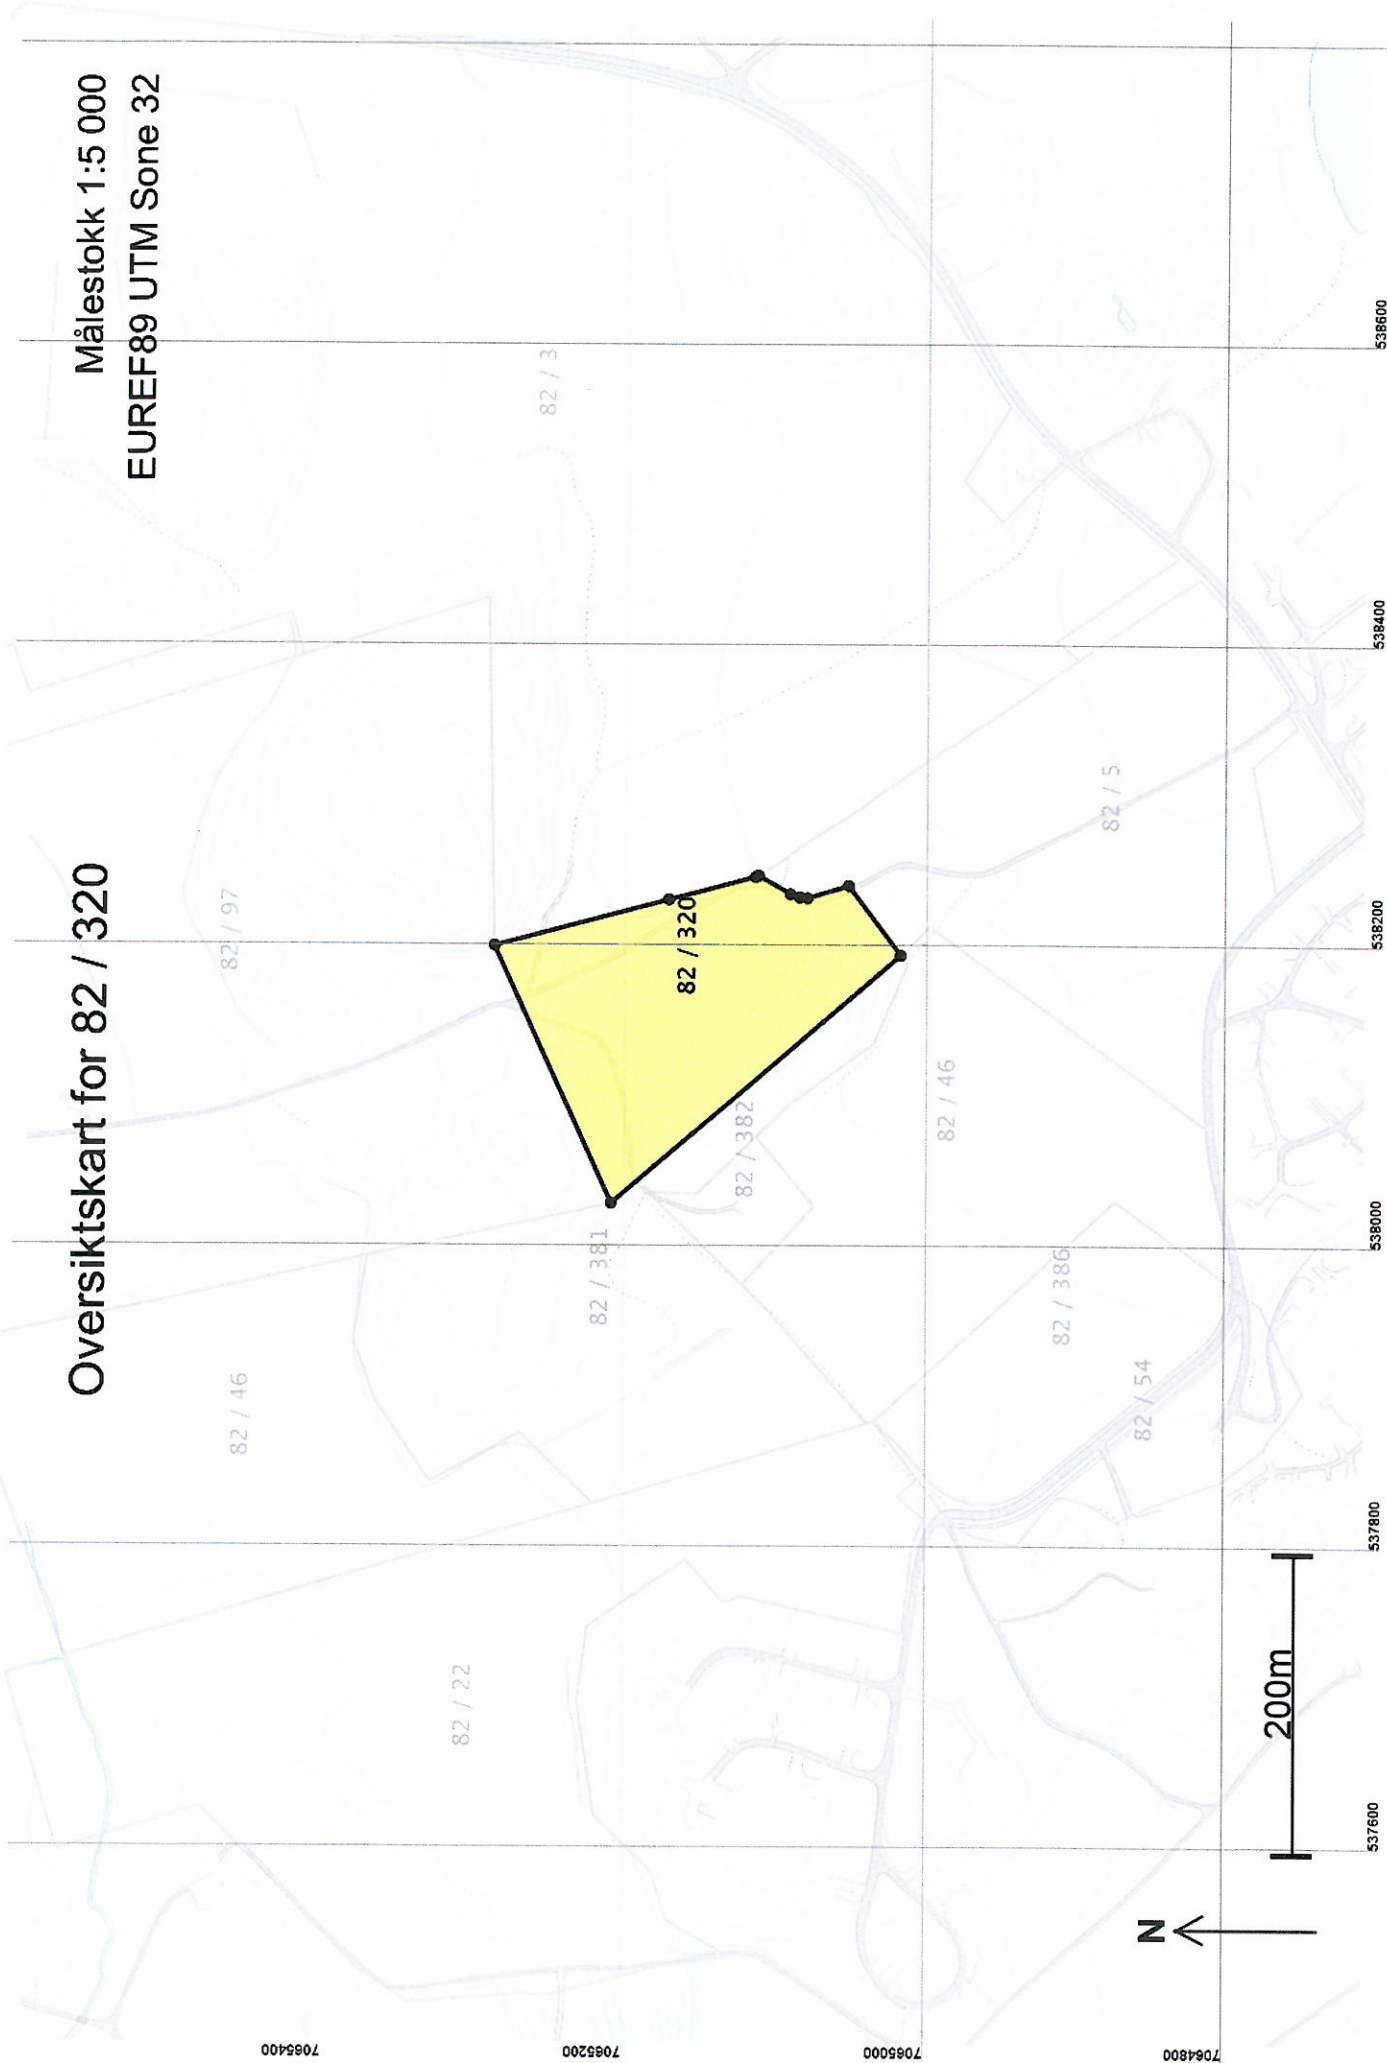 Oversiktskart for 82 / 320
Målestokk 1:5 000
EUREF89 UTM Sone 32
82 / 46
82 / 97
82 / 22
82 / 3
82 / 381
82 / 320
82 / 382
82 / 46
82 / 386
82 / 5
82 / 54
7065400
7065200
7065000
7064800
N
200m
537600
537800
538000
538200
538400
538600